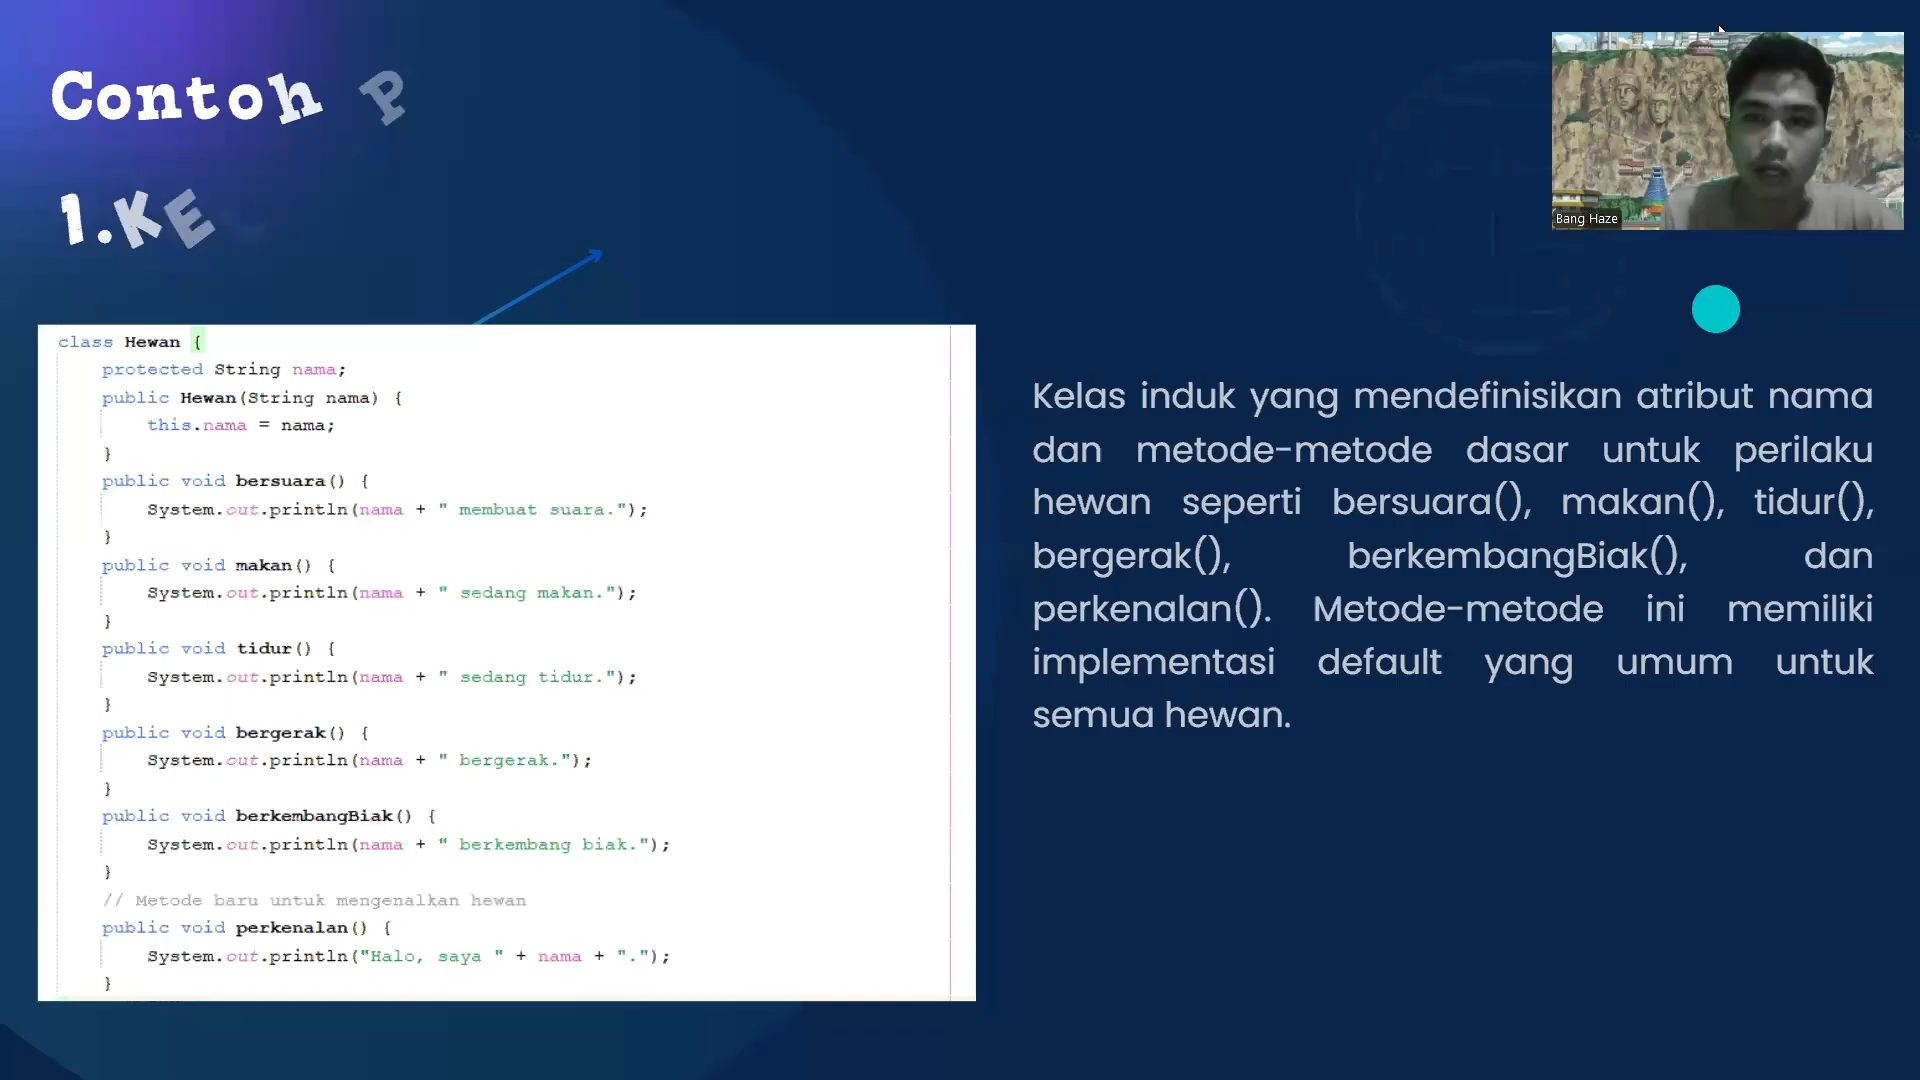 Contoh P
1.KE
Bang Haze
class Hewan {
protected String nama;
public Hewan(String nama) {
this.nama = nama;
}
public void bersuara() {
System.out.println(nama + " membuat suara.");
}
public void makan() {
System.out.println(nama + " sedang makan.");
}
public void tidur() {
System.out.println(nama + " sedang tidur.");
}
public void bergerak() {
System.out.println(nama + " bergerak.");
}
public void berkembangBiak() {
System.out.println(nama + " berkembang biak.");
}
// Metode baru untuk mengenalkan hewan
public void perkenalan() {
System.out.println("Halo, saya " + nama + ".");
}
Kelas induk yang mendefinisikan atribut nama
dan metode-metode dasar untuk perilaku
hewan seperti bersuara(), makan(), tidur(),
bergerak(), berkembangBiak(), dan
perkenalan(). Metode-metode ini memiliki
implementasi default yang umum untuk
semua hewan.